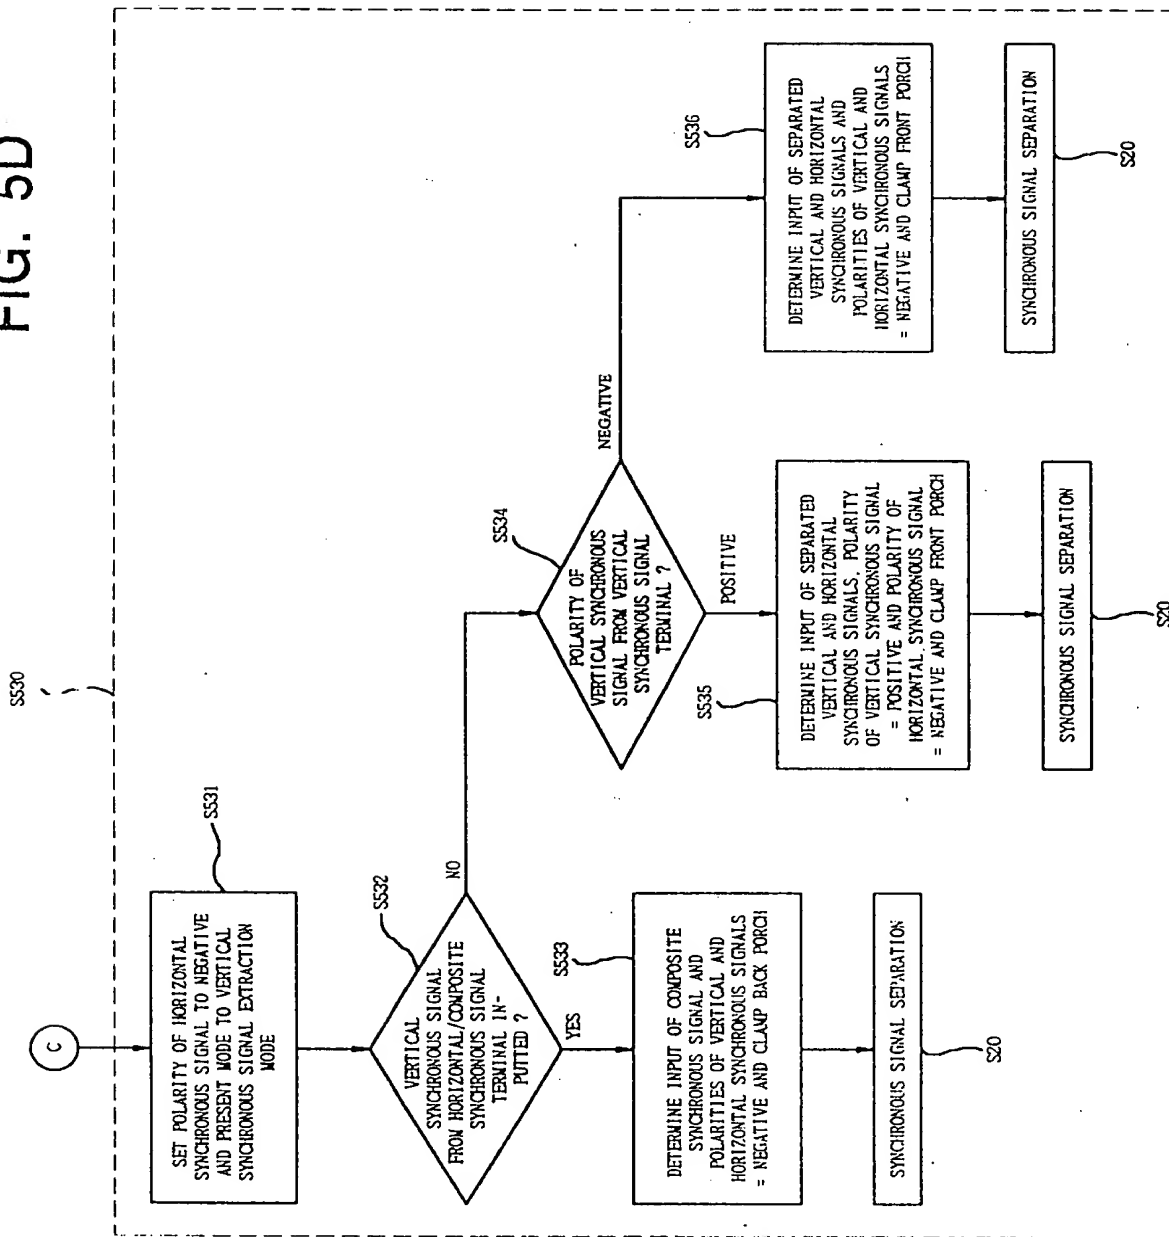 FIG. 5D
S530
C
SET POLARITY OF HORIZONTAL
SYNCHRONOUS SIGNAL TO NEGATIVE
AND PRESENT MODE TO VERTICAL
SYNCHRONOUS SIGNAL EXTRACTION
MODE
S531
VERTICAL
SYNCHRONOUS SIGNAL
FROM HORIZONTAL/COMPOSITE
SYNCHRONOUS SIGNAL
TERMINAL IN-
PUTTED ?
S532
NO
YES
S533
DETERMINE INPUT OF COMPOSITE
SYNCHRONOUS SIGNAL AND
POLARITIES OF VERTICAL AND
HORIZONTAL SYNCHRONOUS SIGNALS
= NEGATIVE AND CLAMP BACK PORCH
SYNCHRONOUS SIGNAL SEPARATION
S20
POLARITY OF
VERTICAL SYNCHRONOUS
SIGNAL FROM VERTICAL
SYNCHRONOUS SIGNAL
TERMINAL ?
S534
NEGATIVE
POSITIVE
S535
DETERMINE INPUT OF SEPARATED
VERTICAL AND HORIZONTAL
SYNCHRONOUS SIGNALS, POLARITY
OF VERTICAL SYNCHRONOUS SIGNAL
= POSITIVE AND POLARITY OF
HORIZONTAL SYNCHRONOUS SIGNAL
= NEGATIVE AND CLAMP FRONT PORCH
SYNCHRONOUS SIGNAL SEPARATION
S20
S536
DETERMINE INPUT OF SEPARATED
VERTICAL AND HORIZONTAL
SYNCHRONOUS SIGNALS AND
POLARITIES OF VERTICAL AND
HORIZONTAL SYNCHRONOUS SIGNALS
= NEGATIVE AND CLAMP FRONT PORCH
SYNCHRONOUS SIGNAL SEPARATION
S20